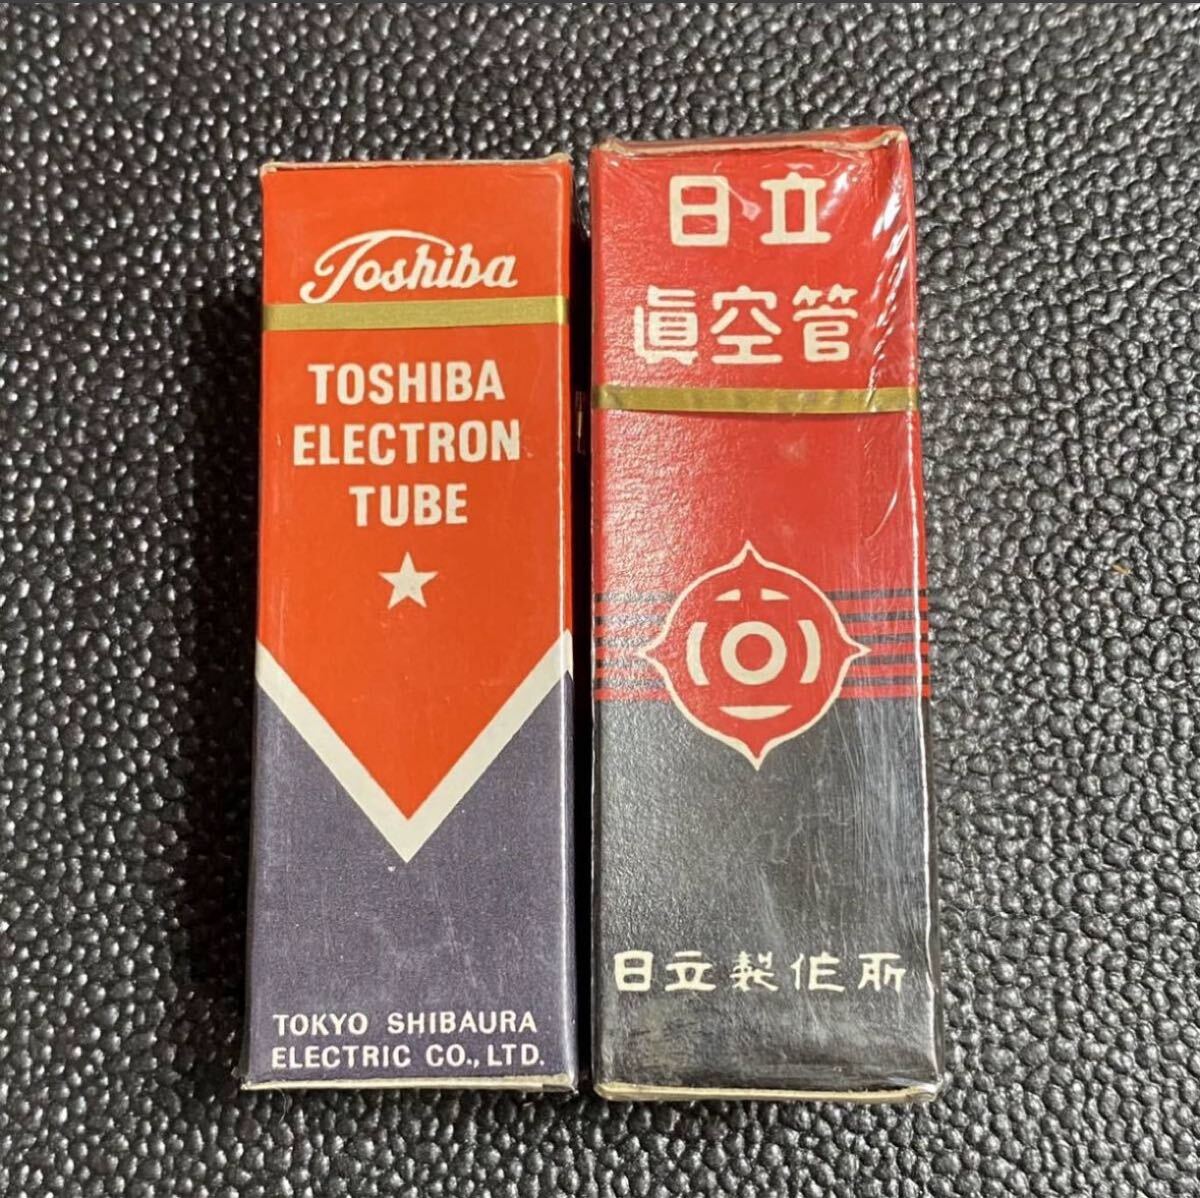 Toshiba
TOSHIBA
ELECTRON
TUBE
TOKYO SHIBAURA
ELECTRIC CO., LTD.
日立
眞空管
日立製作所